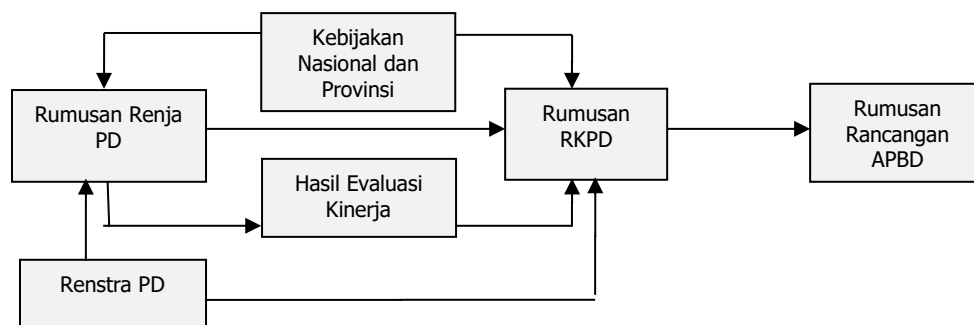 Kebijakan
Nasional dan
Provinsi
Rumusan Renja
PD
Rumusan
RKPD
Rumusan
Rancangan
APBD
Hasil Evaluasi
Kinerja
Renstra PD